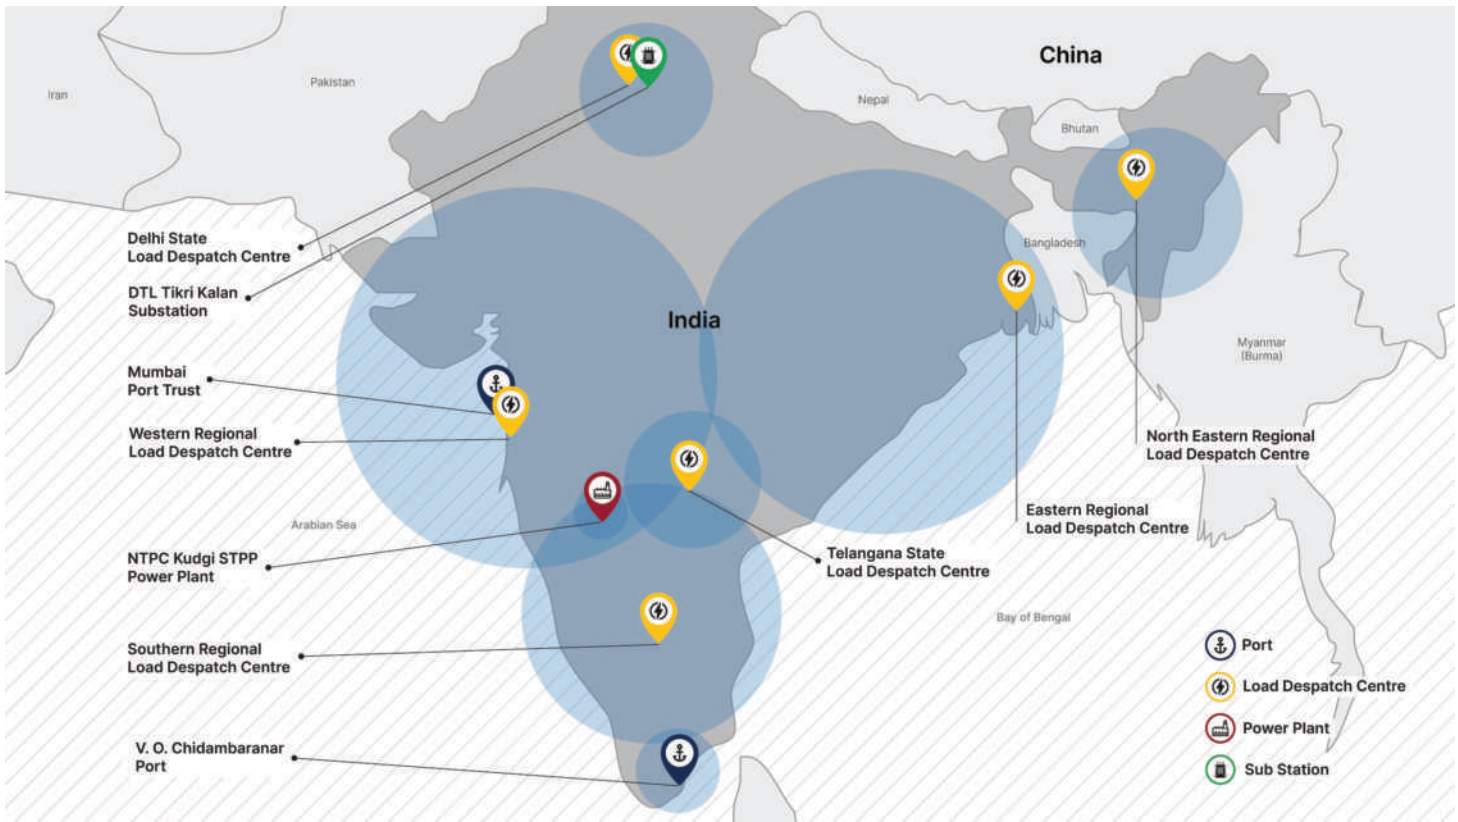 China
Iran
Pakistan
Nepal
Bhutan
Delhi State
Load Despatch Centre
Bangladesh
DTL Tikri Kalan
Substation
India
Myanmar
(Burma)
Mumbai
Port Trust
Western Regional
Load Despatch Centre
North Eastern Regional
Load Despatch Centre
Arabian Sea
Eastern Regional
Load Despatch Centre
NTPC Kudgi STPP
Power Plant
Telangana State
Load Despatch Centre
Bay of Bengal
Southern Regional
Load Despatch Centre
V. O. Chidambaranar
Port
Port
Load Despatch Centre
Power Plant
Sub Station